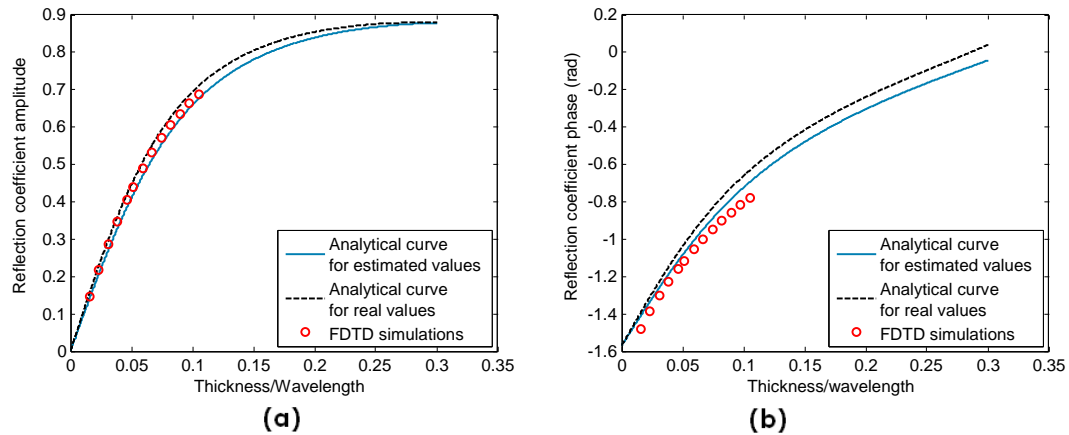 0.9
0.8
0.7
0.6
0.5
0.4
0.3
0.2
0.1
0
Reflection coefficient amplitude
Analytical curve
for estimated values
Analytical curve
for real values
FDTD simulations
0 0.05 0.1 0.15 0.2 0.25 0.3 0.35
Thickness/Wavelength
(a)
0.2
0
-0.2
-0.4
-0.6
-0.8
-1
-1.2
-1.4
-1.6
Reflection coefficient phase (rad)
Analytical curve
for estimated values
Analytical curve
for real values
FDTD simulations
0 0.05 0.1 0.15 0.2 0.25 0.3 0.35
Thickness/wavelength
(b)